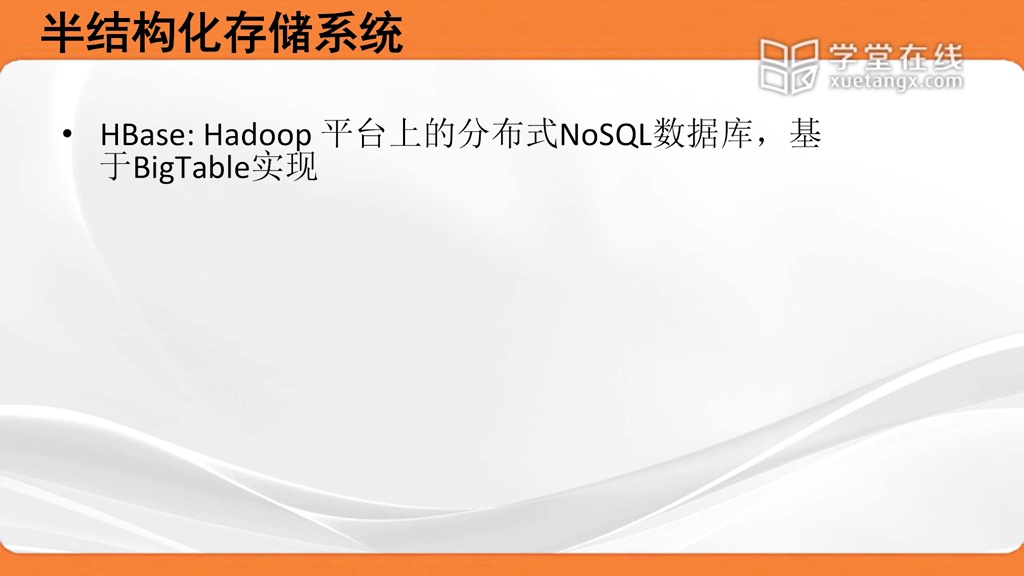 半结构化存储系统
学堂在线
xuetangx.com
• HBase: Hadoop 平台上的分布式NoSQL数据库，基
于BigTable实现